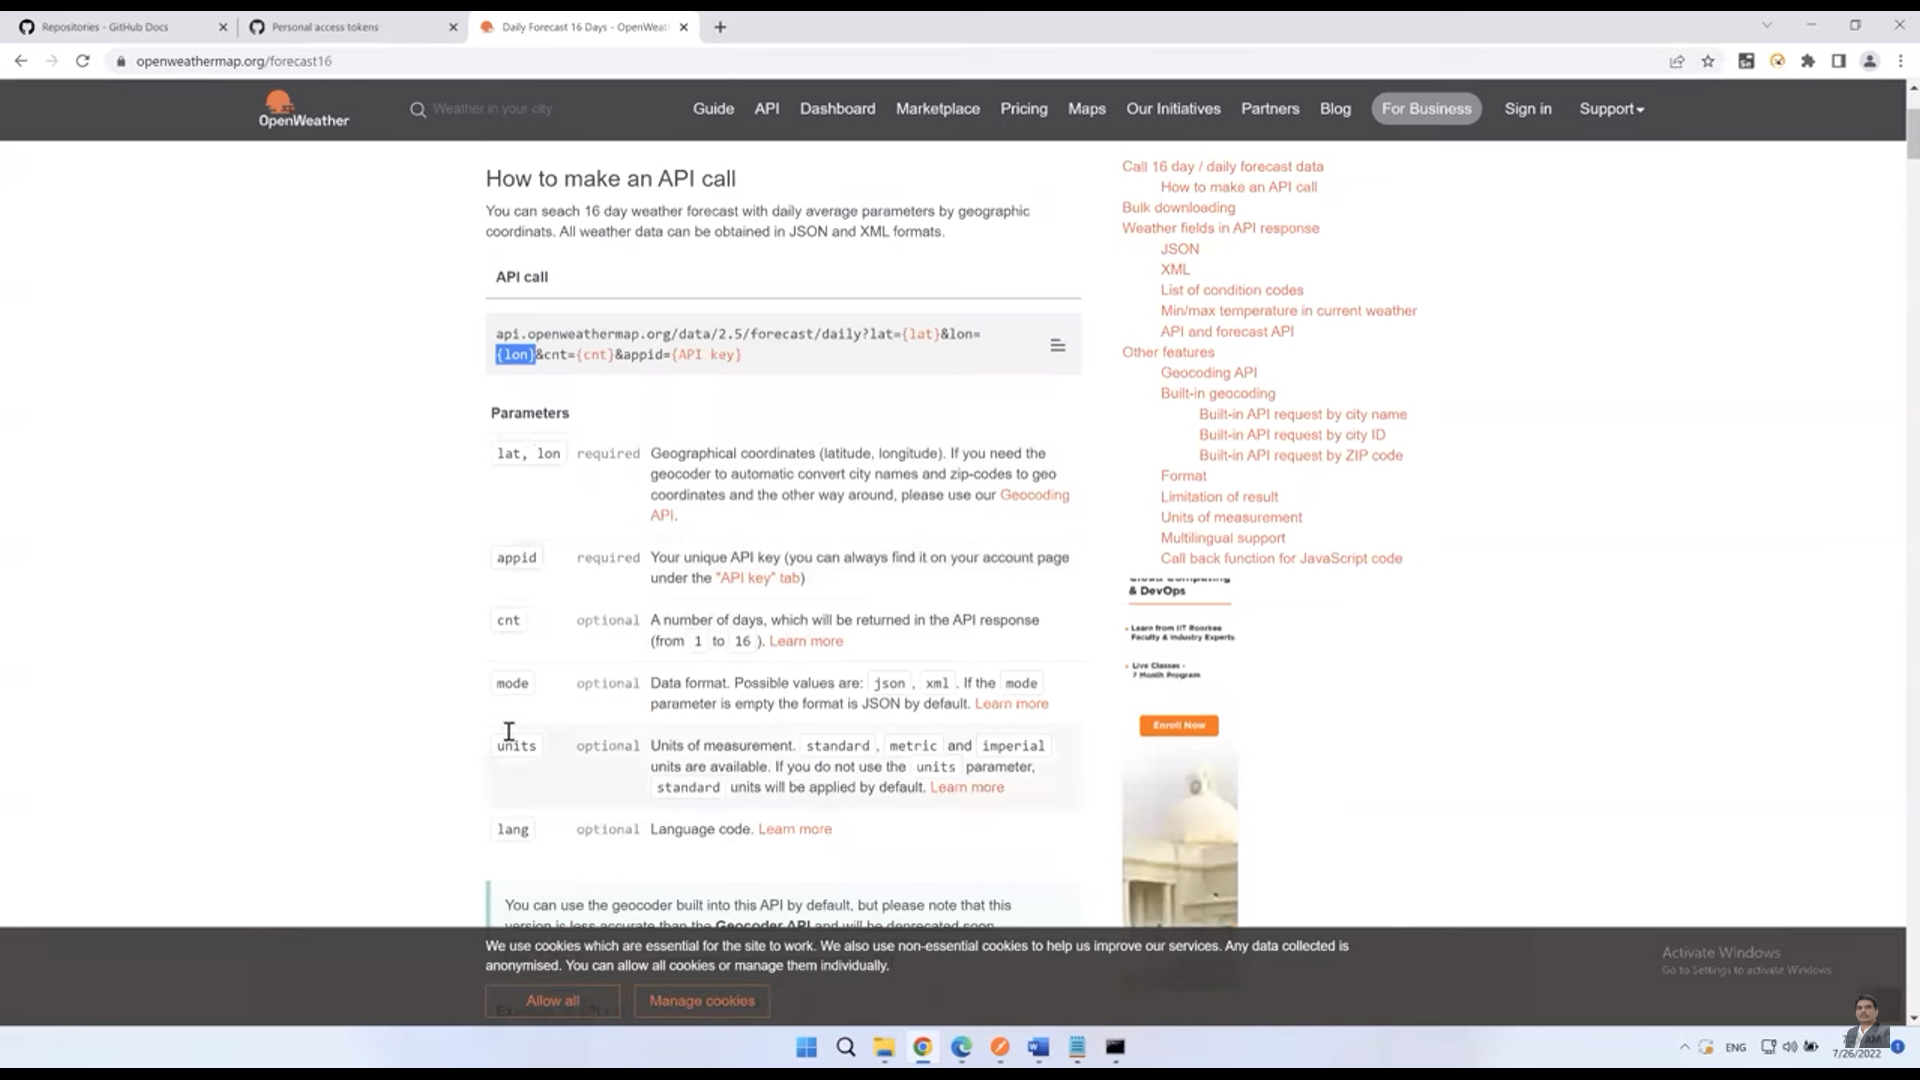 Repositories - GitHub Docs
Personal access tokens
Daily Forecast 16 Days - OpenWeat
openweathermap.org/forecast16
OpenWeather
Weather in your city
Guide
API
Dashboard
Marketplace
Pricing
Maps
Our Initiatives
Partners
Blog
For Business
Sign in
Support
How to make an API call
You can seach 16 day weather forecast with daily average parameters by geographic
coordinats. All weather data can be obtained in JSON and XML formats.
API call
api.openweathermap.org/data/2.5/forecast/daily?lat={lat}&lon=
{lon}&cnt={cnt}&appid={API key}
Parameters
lat, lon required Geographical coordinates (latitude, longitude). If you need the
geocoder to automatic convert city names and zip-codes to geo
coordinates and the other way around, please use our Geocoding
API.
appid required Your unique API key (you can always find it on your account page
under the "API key" tab)
cnt optional A number of days, which will be returned in the API response
(from 1 to 16 ). Learn more
mode optional Data format. Possible values are: json , xml . If the mode
parameter is empty the format is JSON by default. Learn more
units optional Units of measurement. standard , metric and imperial
units are available. If you do not use the units parameter,
standard units will be applied by default. Learn more
lang optional Language code. Learn more
You can use the geocoder built into this API by default, but please note that this
version is less accurate than the Geocoder API and will be deprecated soon
Call 16 day / daily forecast data
How to make an API call
Bulk downloading
Weather fields in API response
JSON
XML
List of condition codes
Min/max temperature in current weather
API and forecast API
Other features
Geocoding API
Built-in geocoding
Built-in API request by city name
Built-in API request by city ID
Built-in API request by ZIP code
Format
Limitation of result
Units of measurement
Multilingual support
Call back function for JavaScript code
Cloud Computing
& DevOps
Learn from IIT Roorkee
Faculty & Industry Experts
Live Classes -
7 Month Program
Enroll Now
We use cookies which are essential for the site to work. We also use non-essential cookies to help us improve our services. Any data collected is
anonymised. You can allow all cookies or manage them individually.
Allow all
Manage cookies
Activate Windows
Go to Settings to activate Windows.
ENG
7/26/2022
1